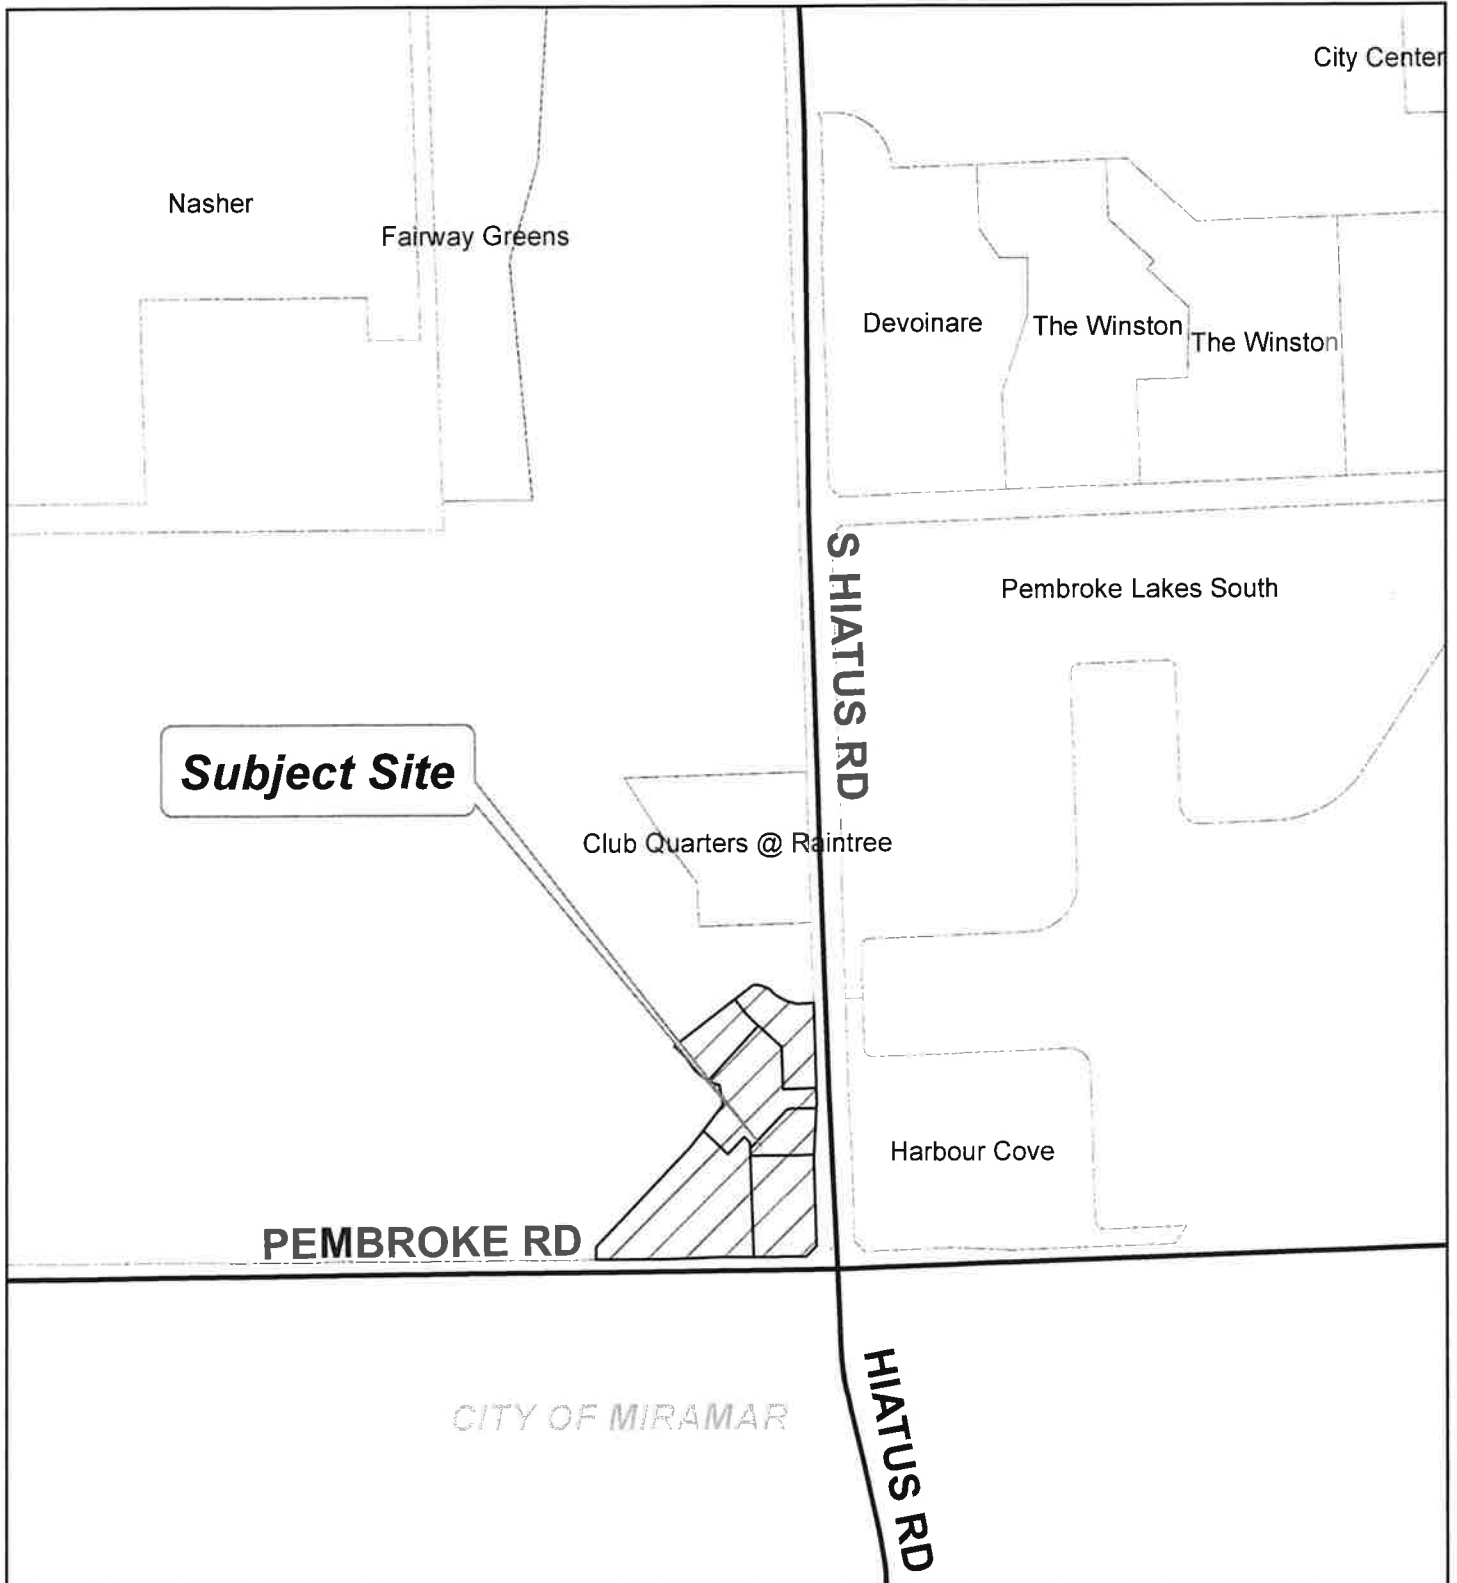 City Center
Nasher
Fairway Greens
Devoinare
The Winston
The Winston
S HIATUS RD
Pembroke Lakes South
Subject Site
Club Quarters @ Raintree
Harbour Cove
PEMBROKE RD
CITY OF MIRAMAR
HIATUS RD